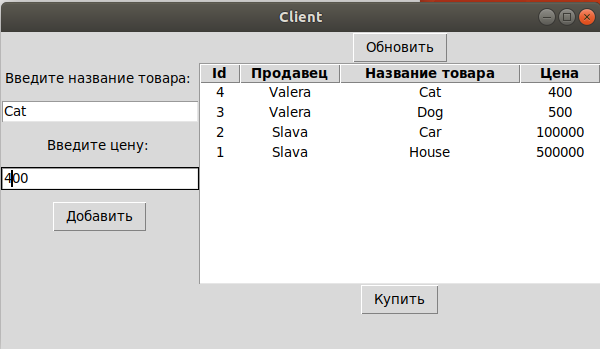 Client
Обновить
Введите название товара:
Cat
Введите цену:
400
Добавить
Id Продавец Название товара Цена
4 Valera Cat 400
3 Valera Dog 500
2 Slava Car 100000
1 Slava House 500000
Купить